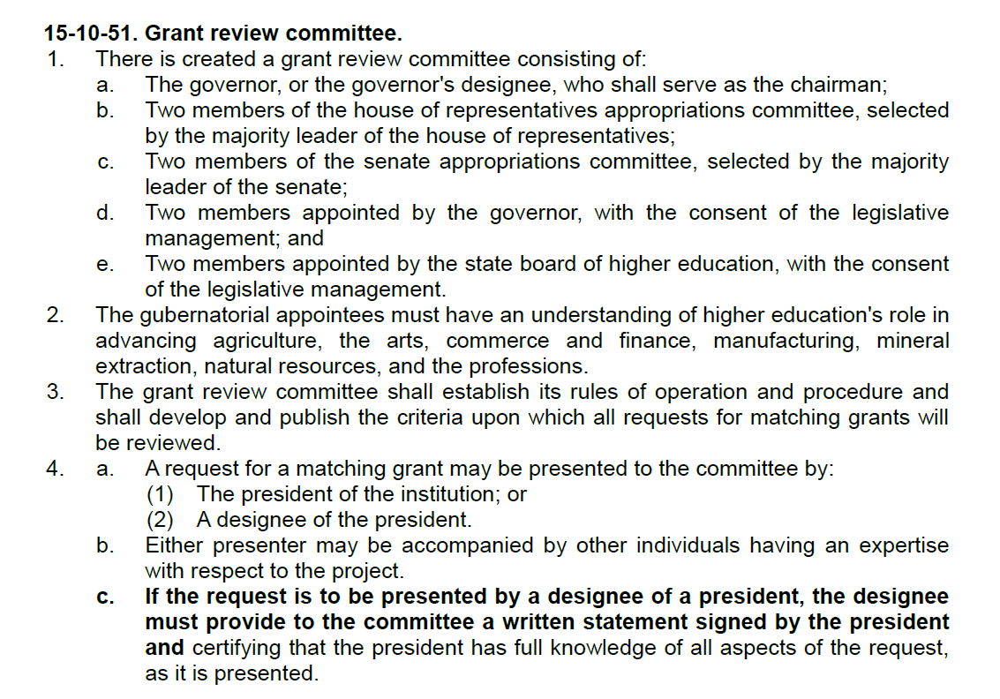 15-10-51. Grant review committee.
1. There is created a grant review committee consisting of:
a. The governor, or the governor's designee, who shall serve as the chairman;
b. Two members of the house of representatives appropriations committee, selected
by the majority leader of the house of representatives;
c. Two members of the senate appropriations committee, selected by the majority
leader of the senate;
d. Two members appointed by the governor, with the consent of the legislative
management; and
e. Two members appointed by the state board of higher education, with the consent
of the legislative management.
2. The gubernatorial appointees must have an understanding of higher education's role in
advancing agriculture, the arts, commerce and finance, manufacturing, mineral
extraction, natural resources, and the professions.
3. The grant review committee shall establish its rules of operation and procedure and
shall develop and publish the criteria upon which all requests for matching grants will
be reviewed.
4. a. A request for a matching grant may be presented to the committee by:
(1) The president of the institution; or
(2) A designee of the president.
b. Either presenter may be accompanied by other individuals having an expertise
with respect to the project.
c. If the request is to be presented by a designee of a president, the designee
must provide to the committee a written statement signed by the president
and certifying that the president has full knowledge of all aspects of the request,
as it is presented.